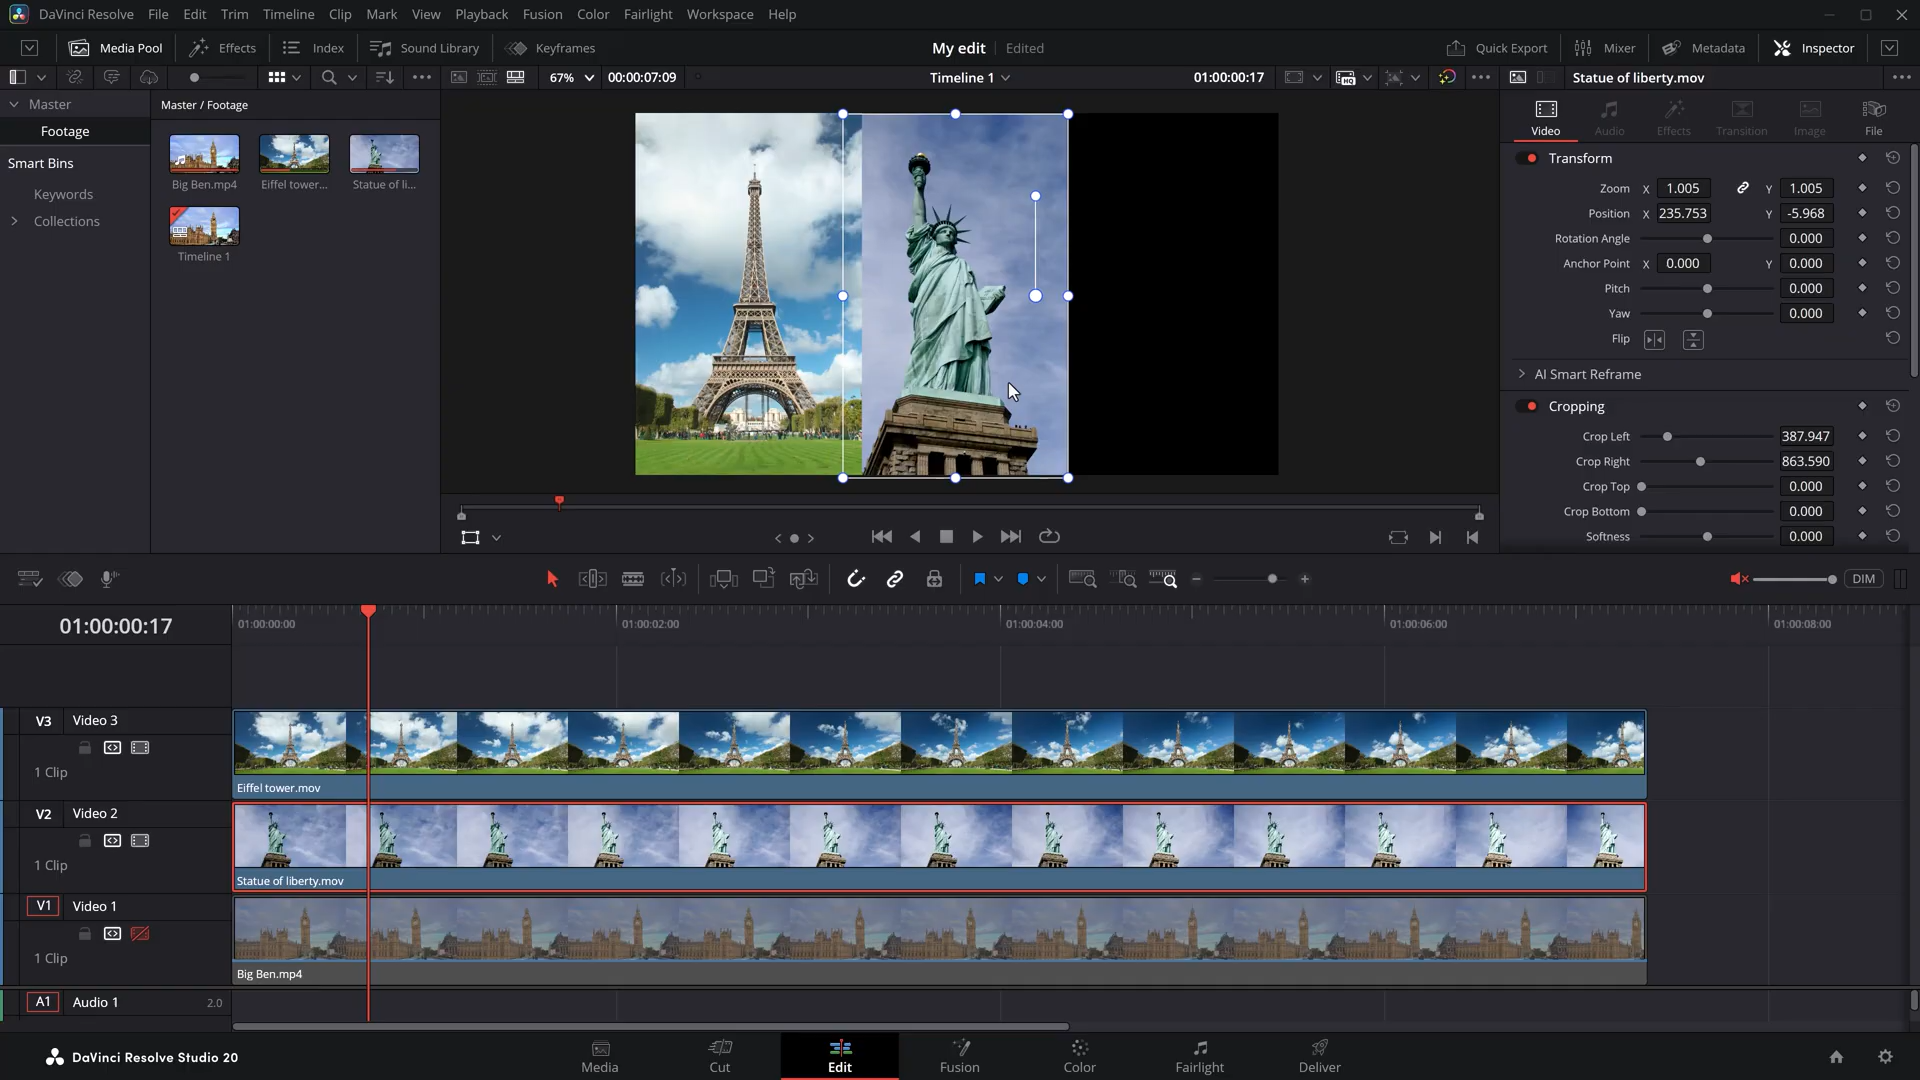 DaVinci Resolve File Edit Trim Timeline Clip Mark View Playback Fusion Color Fairlight Workspace Help
Media Pool Effects Index Sound Library Keyframes My edit Edited Quick Export Mixer Metadata Inspector
67% 00:00:07:09 Timeline 1 01:00:00:17 Statue of liberty.mov
Master
Footage
Smart Bins
Keywords
Collections
Master / Footage
Big Ben.mp4 Eiffel tower... Statue of li...
Timeline 1
Video Audio Effects Transition Image File
Transform
Zoom X 1.005 Y 1.005
Position X 235.753 Y -5.968
Rotation Angle 0.000
Anchor Point X 0.000 Y 0.000
Pitch 0.000
Yaw 0.000
Flip
AI Smart Reframe
Cropping
Crop Left 387.947
Crop Right 863.590
Crop Top 0.000
Crop Bottom 0.000
Softness 0.000
DIM
01:00:00:17 01:00:00:00 01:00:02:00 01:00:04:00 01:00:06:00 01:00:08:00
V3 Video 3
1 Clip
Eiffel tower.mov
V2 Video 2
1 Clip
Statue of liberty.mov
V1 Video 1
1 Clip
Big Ben.mp4
A1 Audio 1 2.0
DaVinci Resolve Studio 20 Media Cut Edit Fusion Color Fairlight Deliver